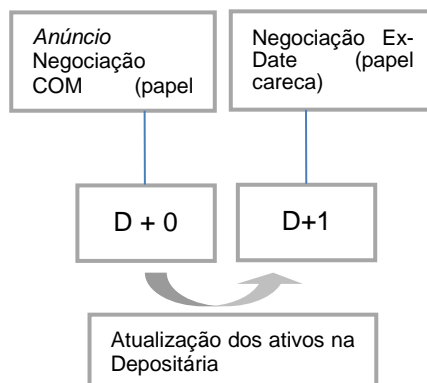 Anúncio
Negociação
COM (papel
Negociação Ex-
Date (papel
careca)
D + 0
D+1
Atualização dos ativos na
Depositária